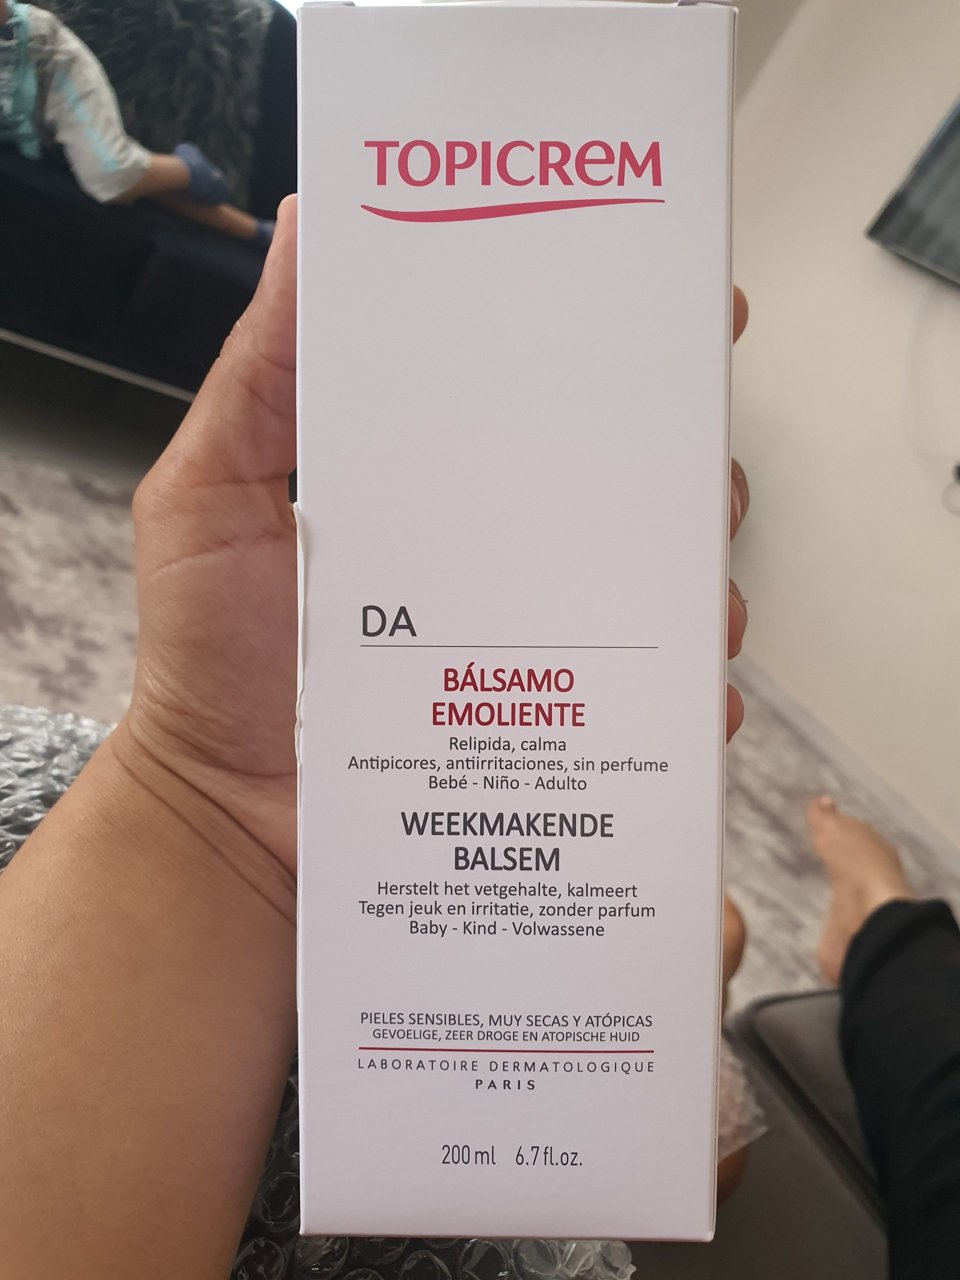 TOPICREM
DA
BÁLSAMO
EMOLIENTE
Relipida, calma
Antipicores, antiirritaciones, sin perfume
Bebé - Niño - Adulto
WEEKMAKENDE
BALSEM
Herstelt het vetgehalte, kalmeert
Tegen jeuk en irritatie, zonder parfum
Baby - Kind - Volwassene
PIELES SENSIBLES, MUY SECAS Y ATÓPICAS
GEVOELIGE, ZEER DROGE EN ATOPISCHE HUID
LABORATOIRE DERMATOLOGIQUE
PARIS
200 ml 6.7 fl.oz.